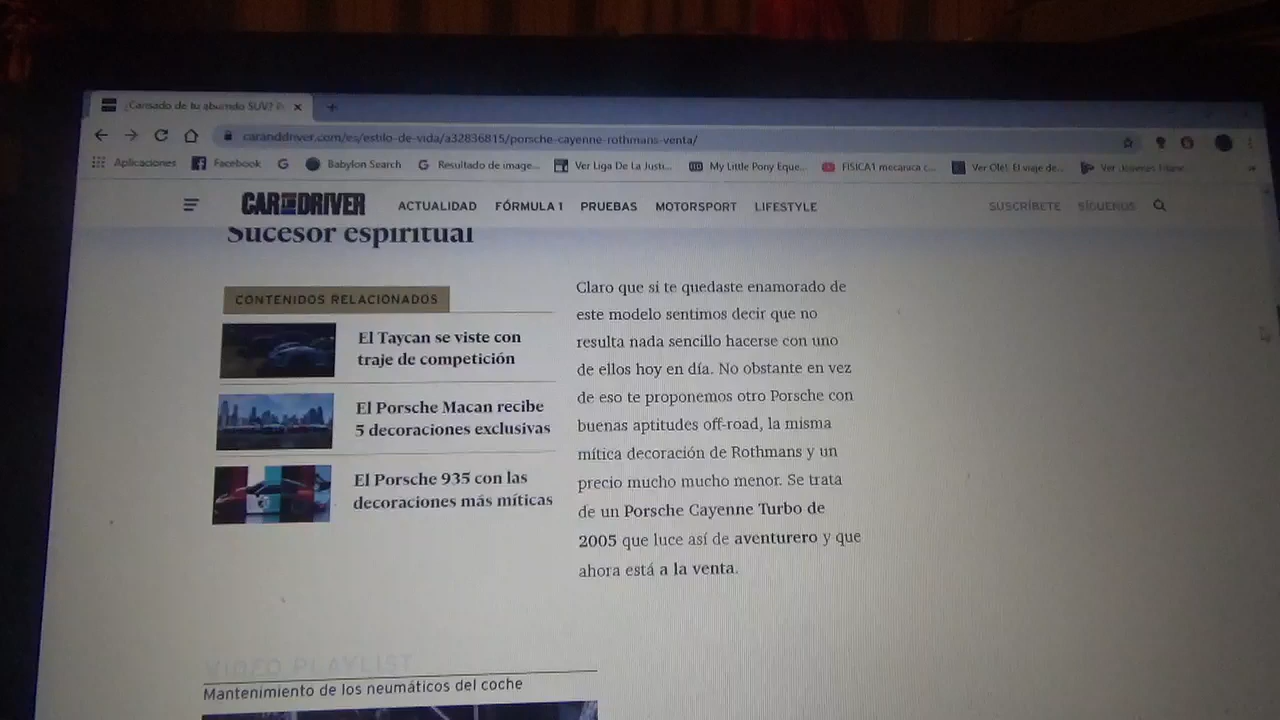 ¿Cansado de tu aburrido SUV?
caranddriver.com/es/estilo-de-vida/a32836815/porsche-cayenne-rothmans-venta/
Aplicaciones
Facebook
Babylon Search
Resultado de image...
Ver Liga De La Justi...
My Little Pony Eque...
FISICA1 mecanica c...
Ver Ole! El viaje de...
CAR AND DRIVER
ACTUALIDAD
FÓRMULA 1
PRUEBAS
MOTORSPORT
LIFESTYLE
SUSCRÍBETE
SÍGUENOS
Sucesor espiritual
CONTENIDOS RELACIONADOS
El Taycan se viste con
traje de competición
El Porsche Macan recibe
5 decoraciones exclusivas
El Porsche 935 con las
decoraciones más míticas
Claro que si te quedaste enamorado de
este modelo sentimos decir que no
resulta nada sencillo hacerse con uno
de ellos hoy en día. No obstante en vez
de eso te proponemos otro Porsche con
buenas aptitudes off-road, la misma
mítica decoración de Rothmans y un
precio mucho mucho menor. Se trata
de un Porsche Cayenne Turbo de
2005 que luce así de aventurero y que
ahora está a la venta.
VIDEO PLAYLIST
Mantenimiento de los neumáticos del coche